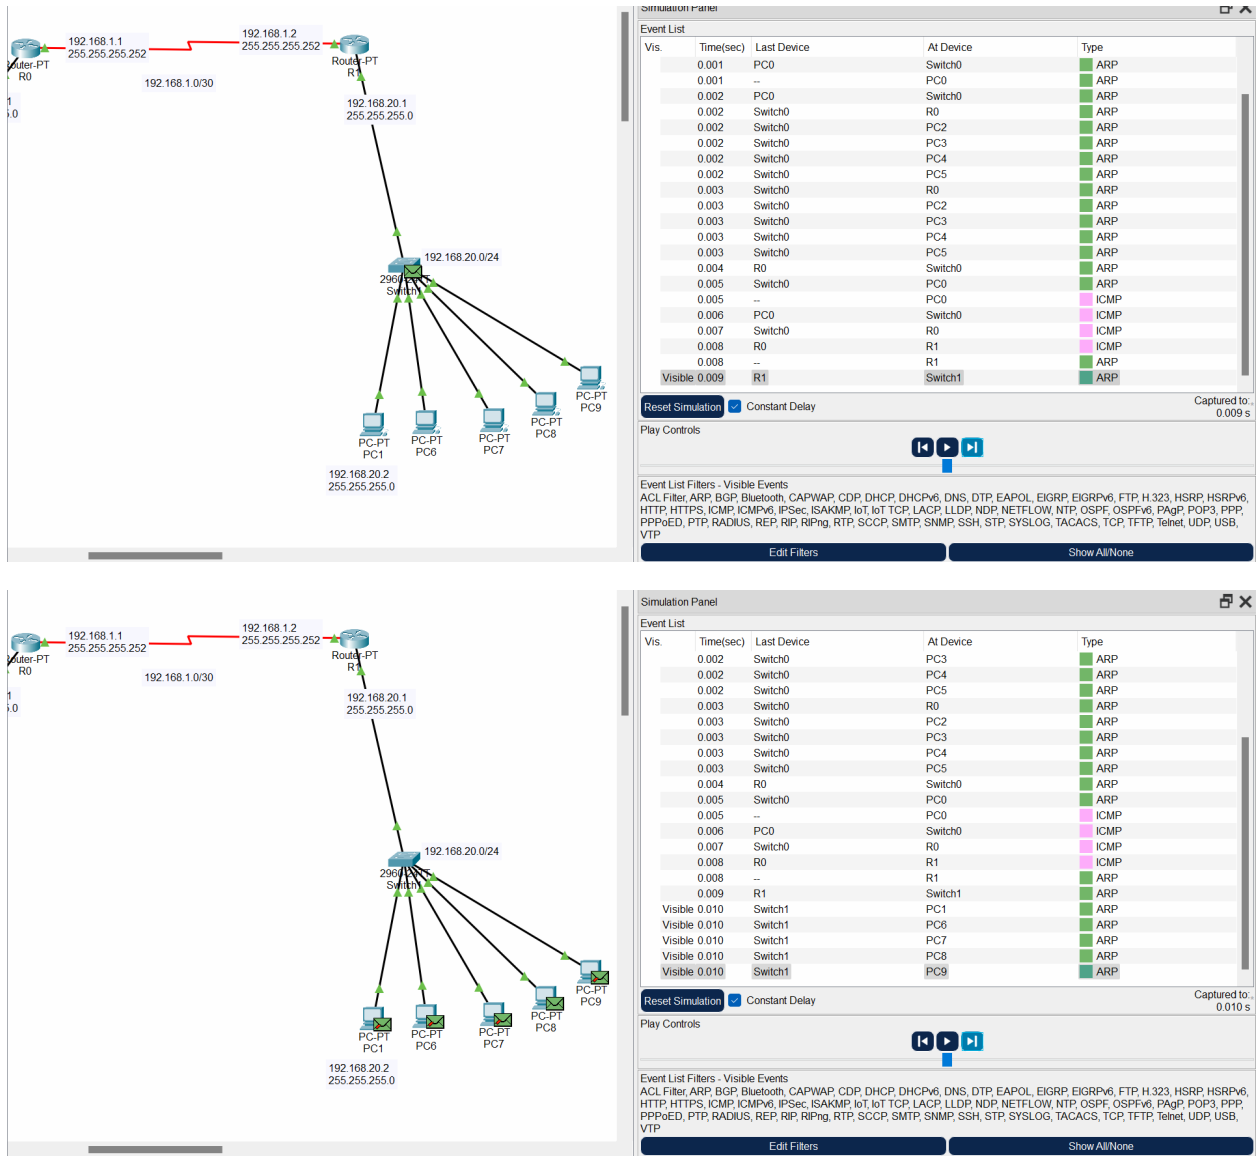 Simulation Panel
Event List
Vis. Time(sec) Last Device At Device Type
0.001 PC0 Switch0 ARP
0.001 -- PC0 ARP
0.002 PC0 Switch0 ARP
0.002 Switch0 R0 ARP
0.002 Switch0 PC2 ARP
0.002 Switch0 PC3 ARP
0.002 Switch0 PC4 ARP
0.002 Switch0 PC5 ARP
0.003 Switch0 R0 ARP
0.003 Switch0 PC2 ARP
0.003 Switch0 PC3 ARP
0.003 Switch0 PC4 ARP
0.003 Switch0 PC5 ARP
0.004 R0 Switch0 ARP
0.005 Switch0 PC0 ARP
0.005 -- PC0 ICMP
0.006 PC0 Switch0 ICMP
0.007 Switch0 R0 ICMP
0.008 R0 R1 ICMP
0.008 -- R1 ARP
Visible 0.009 R1 Switch1 ARP
Reset Simulation Constant Delay Captured to:
0.009 s
Play Controls
Event List Filters - Visible Events
ACL Filter, ARP, BGP, Bluetooth, CAPWAP, CDP, DHCP, DHCPv6, DNS, DTP, EAPOL, EIGRP, EIGRPv6, FTP, H.323, HSRP, HSRPv6,
HTTP, HTTPS, ICMP, ICMPv6, IPSec, ISAKMP, IoT, IoT TCP, LACP, LLDP, NDP, NETFLOW, NTP, OSPF, OSPFv6, PAgP, POP3, PPP,
PPPoED, PTP, RADIUS, REP, RIP, RIPng, RTP, SCCP, SMTP, SNMP, SSH, STP, SYSLOG, TACACS, TCP, TFTP, Telnet, UDP, USB,
VTP
Edit Filters Show All/None
192.168.1.1
255.255.255.252
192.168.1.2
255.255.255.252
R0
Router-PT
R1
192.168.1.0/30
192.168.20.1
255.255.255.0
192.168.20.0/24
PC-PT
PC1
PC-PT
PC6
PC-PT
PC7
PC-PT
PC8
PC-PT
PC9
192.168.20.2
255.255.255.0
Simulation Panel
Event List
Vis. Time(sec) Last Device At Device Type
0.002 Switch0 PC3 ARP
0.002 Switch0 PC4 ARP
0.002 Switch0 PC5 ARP
0.003 Switch0 R0 ARP
0.003 Switch0 PC2 ARP
0.003 Switch0 PC3 ARP
0.003 Switch0 PC4 ARP
0.003 Switch0 PC5 ARP
0.004 R0 Switch0 ARP
0.005 Switch0 PC0 ARP
0.005 -- PC0 ICMP
0.006 PC0 Switch0 ICMP
0.007 Switch0 R0 ICMP
0.008 R0 R1 ICMP
0.008 -- R1 ARP
0.009 R1 Switch1 ARP
Visible 0.010 Switch1 PC1 ARP
Visible 0.010 Switch1 PC6 ARP
Visible 0.010 Switch1 PC7 ARP
Visible 0.010 Switch1 PC8 ARP
Visible 0.010 Switch1 PC9 ARP
Reset Simulation Constant Delay Captured to:
0.010 s
Play Controls
Event List Filters - Visible Events
ACL Filter, ARP, BGP, Bluetooth, CAPWAP, CDP, DHCP, DHCPv6, DNS, DTP, EAPOL, EIGRP, EIGRPv6, FTP, H.323, HSRP, HSRPv6,
HTTP, HTTPS, ICMP, ICMPv6, IPSec, ISAKMP, IoT, IoT TCP, LACP, LLDP, NDP, NETFLOW, NTP, OSPF, OSPFv6, PAgP, POP3, PPP,
PPPoED, PTP, RADIUS, REP, RIP, RIPng, RTP, SCCP, SMTP, SNMP, SSH, STP, SYSLOG, TACACS, TCP, TFTP, Telnet, UDP, USB,
VTP
Edit Filters Show All/None
192.168.1.1
255.255.255.252
192.168.1.2
255.255.255.252
R0
Router-PT
R1
192.168.1.0/30
192.168.20.1
255.255.255.0
192.168.20.0/24
PC-PT
PC1
PC-PT
PC6
PC-PT
PC7
PC-PT
PC8
PC-PT
PC9
192.168.20.2
255.255.255.0